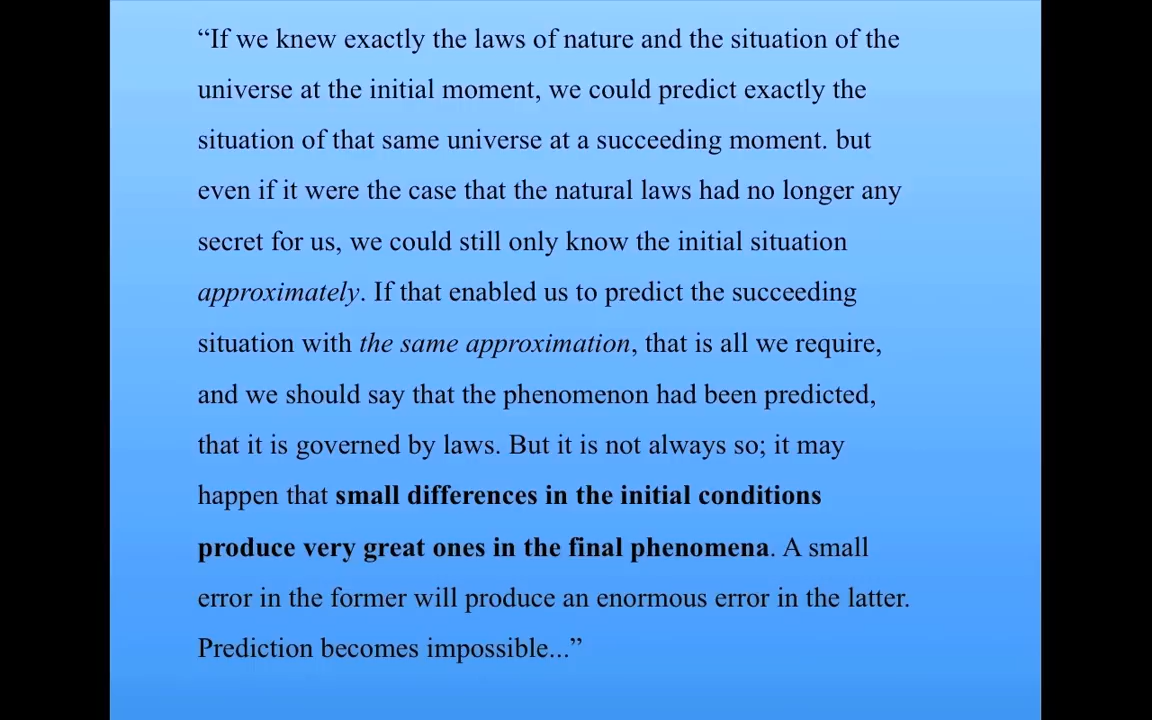 “If we knew exactly the laws of nature and the situation of the
universe at the initial moment, we could predict exactly the
situation of that same universe at a succeeding moment. but
even if it were the case that the natural laws had no longer any
secret for us, we could still only know the initial situation
approximately. If that enabled us to predict the succeeding
situation with the same approximation, that is all we require,
and we should say that the phenomenon had been predicted,
that it is governed by laws. But it is not always so; it may
happen that small differences in the initial conditions
produce very great ones in the final phenomena. A small
error in the former will produce an enormous error in the latter.
Prediction becomes impossible...”